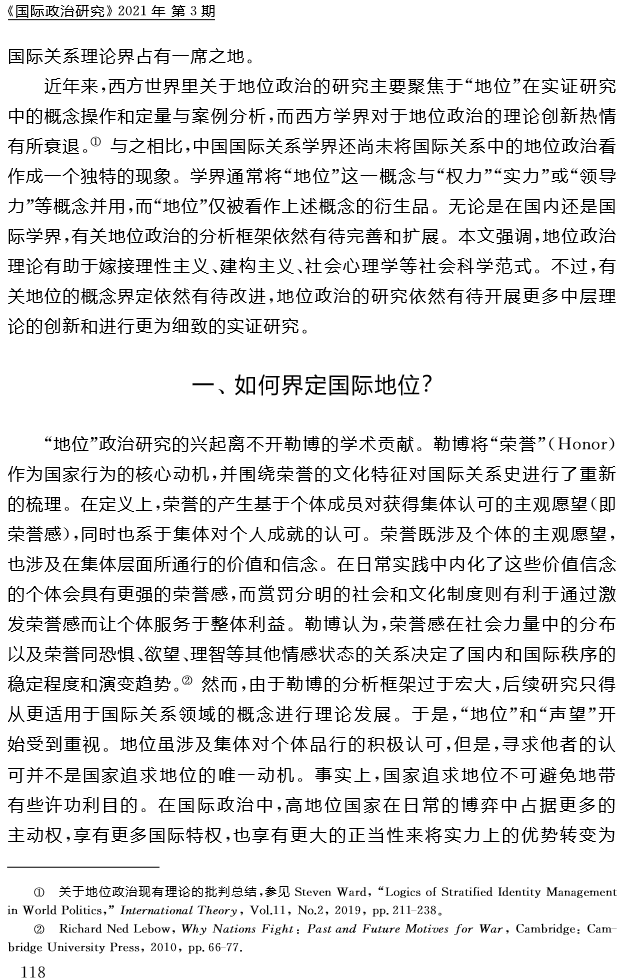 《国际政治研究》2021 年 第 3 期
国际关系理论界占有一席之地。
近年来,西方世界里关于地位政治的研究主要聚焦于“地位”在实证研究
中的概念操作和定量与案例分析,而西方学界对于地位政治的理论创新热情
有所衰退。① 与之相比,中国国际关系学界还尚未将国际关系中的地位政治看
作成一个独特的现象。学界通常将“地位”这一概念与“权力”“实力”或“领导
力”等概念并用,而“地位”仅被看作上述概念的衍生品。无论是在国内还是国
际学界,有关地位政治的分析框架依然有待完善和扩展。本文强调,地位政治
理论有助于嫁接理性主义、建构主义、社会心理学等社会科学范式。不过,有
关地位的概念界定依然有待改进,地位政治的研究依然有待开展更多中层理
论的创新和进行更为细致的实证研究。
一、如何界定国际地位?
“地位”政治研究的兴起离不开勒博的学术贡献。勒博将“荣誉”(Honor)
作为国家行为的核心动机,并围绕荣誉的文化特征对国际关系史进行了重新
的梳理。在定义上,荣誉的产生基于个体成员对获得集体认可的主观愿望(即
荣誉感),同时也系于集体对个人成就的认可。荣誉既涉及个体的主观愿望,
也涉及在集体层面所通行的价值和信念。在日常实践中内化了这些价值信念
的个体会具有更强的荣誉感,而赏罚分明的社会和文化制度则有利于通过激
发荣誉感而让个体服务于整体利益。勒博认为,荣誉感在社会力量中的分布
以及荣誉同恐惧、欲望、理智等其他情感状态的关系决定了国内和国际秩序的
稳定程度和演变趋势。② 然而,由于勒博的分析框架过于宏大,后续研究只得
从更适用于国际关系领域的概念进行理论发展。于是,“地位”和“声望”开
始受到重视。地位虽涉及集体对个体品行的积极认可,但是,寻求他者的认
可并不是国家追求地位的唯一动机。事实上,国家追求地位不可避免地带
有些许功利目的。在国际政治中,高地位国家在日常的博弈中占据更多的
主动权,享有更多国际特权,也享有更大的正当性来将实力上的优势转变为
① 关于地位政治现有理论的批判总结,参见 Steven Ward, “Logics of Stratified Identity Management
in World Politics,” International Theory, Vol.11, No.2, 2019, pp. 211-238。
② Richard Ned Lebow, Why Nations Fight: Past and Future Motives for War, Cambridge: Cam-
bridge University Press, 2010, pp. 66-77.
118